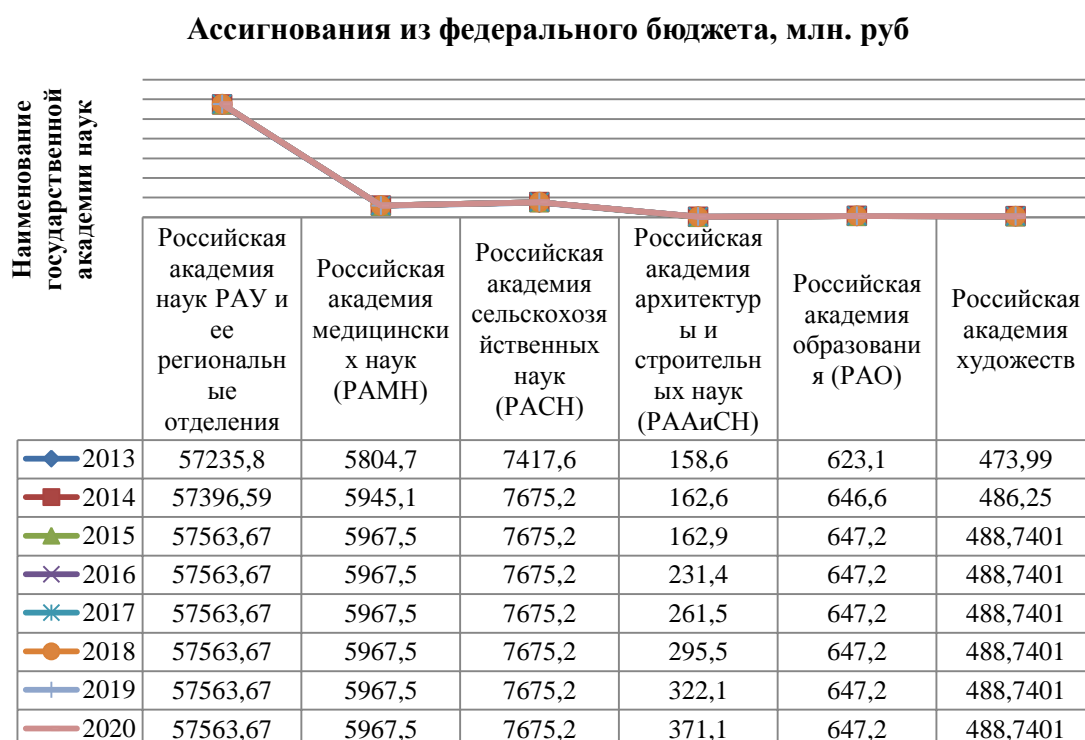 Ассигнования из федерального бюджета, млн. руб
Наименование
государственной
академии наук
Российская
академия
наук РАУ и
ее
региональн
ые
отделения
Российская
академия
медицински
х наук
(РАМН)
Российская
академия
сельскохозя
йственных
наук
(РАСН)
Российская
академия
архитектур
ы и
строительн
ых наук
(РААиСН)
Российская
академия
образовани
я (РАО)
Российская
академия
художеств
2013 57235,8 5804,7 7417,6 158,6 623,1 473,99
2014 57396,59 5945,1 7675,2 162,6 646,6 486,25
2015 57563,67 5967,5 7675,2 162,9 647,2 488,7401
2016 57563,67 5967,5 7675,2 231,4 647,2 488,7401
2017 57563,67 5967,5 7675,2 261,5 647,2 488,7401
2018 57563,67 5967,5 7675,2 295,5 647,2 488,7401
2019 57563,67 5967,5 7675,2 322,1 647,2 488,7401
2020 57563,67 5967,5 7675,2 371,1 647,2 488,7401